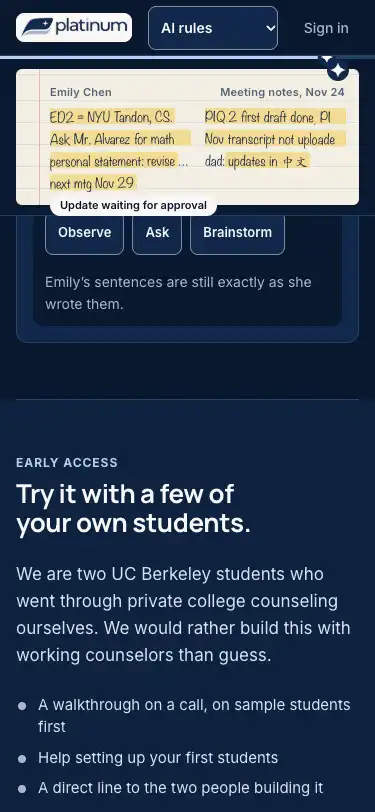 platinum
AI rules
Sign in
Emily Chen
Meeting notes, Nov 24
ED2 = NYU Tandon, CS.
Ask Mr. Alvarez for math
personal statement: revise ...
next mtg Nov 29
PIQ 2 first draft done, PI
Nov transcript not uploade
dad: updates in 中文
Update waiting for approval
Observe
Ask
Brainstorm
Emily's sentences are still exactly as she
wrote them.
EARLY ACCESS
Try it with a few of
your own students.
We are two UC Berkeley students who
went through private college counseling
ourselves. We would rather build this with
working counselors than guess.
A walkthrough on a call, on sample students
first
Help setting up your first students
A direct line to the two people building it